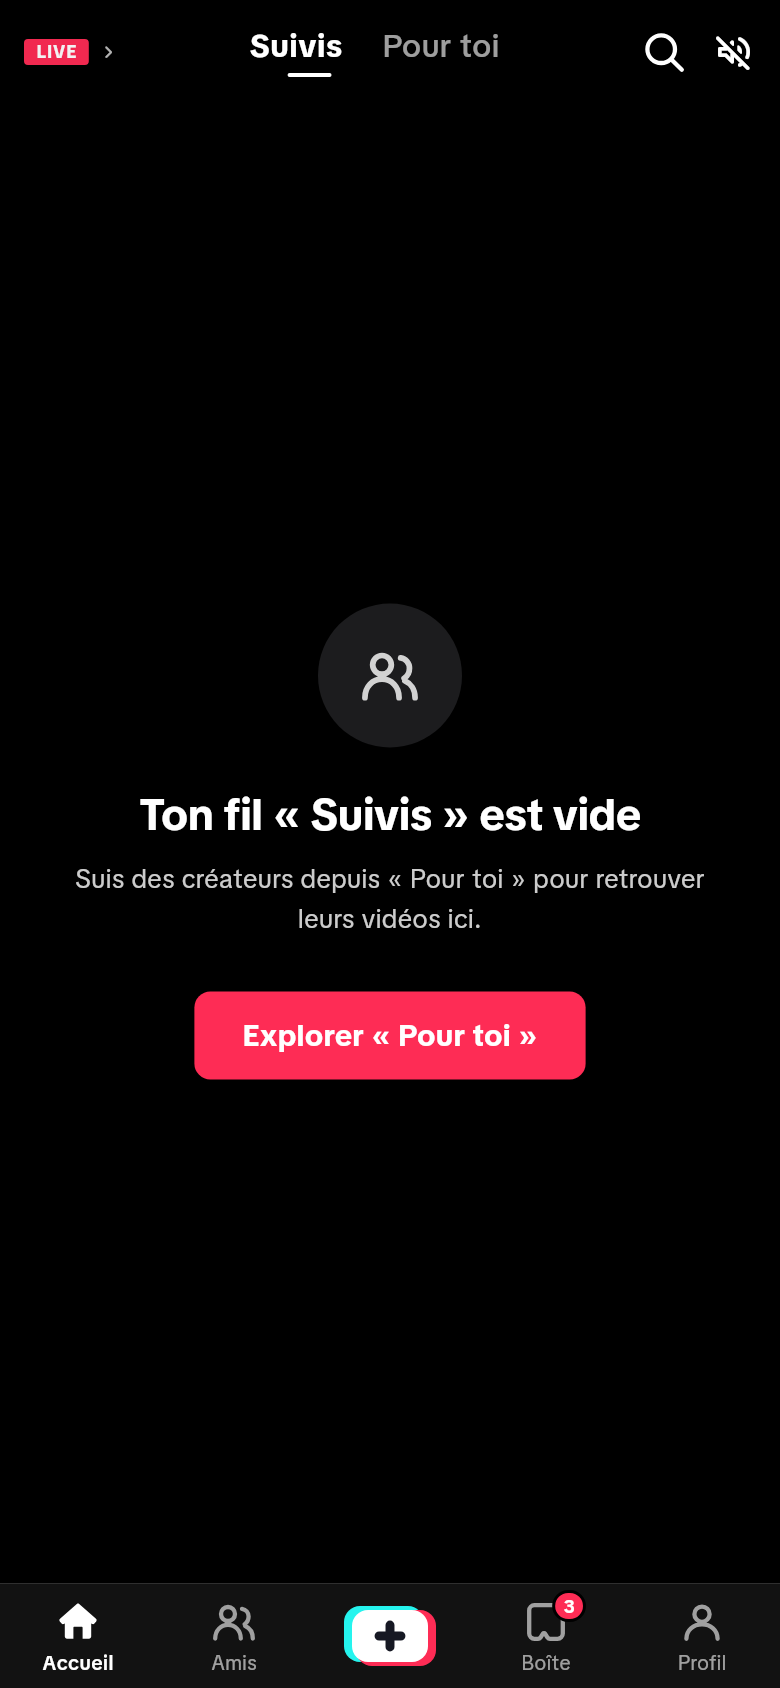 LIVE
Suivis
Pour toi
Ton fil « Suivis » est vide
Suis des créateurs depuis « Pour toi » pour retrouver
leurs vidéos ici.
Explorer « Pour toi »
3
Accueil
Amis
Boîte
Profil